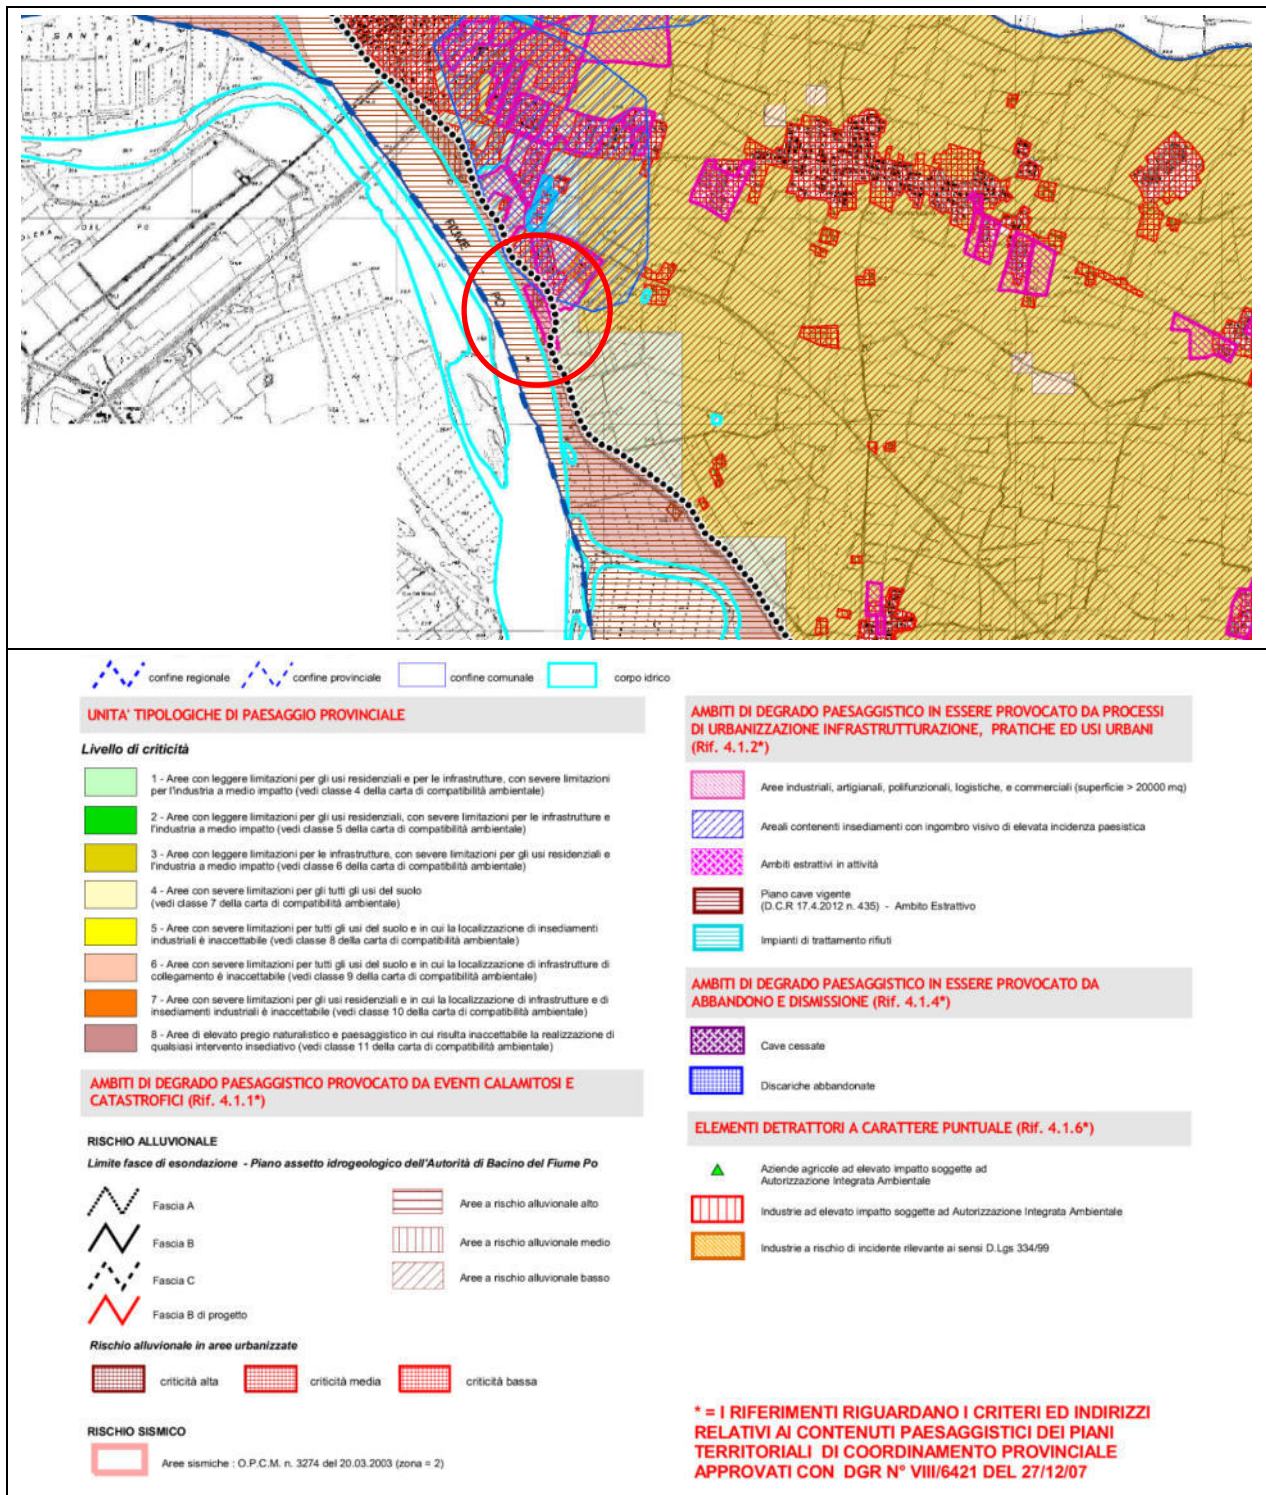 FIUME
PO
confine regionale
confine provinciale
confine comunale
corpo idrico
UNITA' TIPOLOGICHE DI PAESAGGIO PROVINCIALE
Livello di criticità
1 - Aree con leggere limitazioni per gli usi residenziali e per le infrastrutture, con severe limitazioni
per l'industria a medio impatto (vedi classe 4 della carta di compatibilità ambientale)
2 - Aree con leggere limitazioni per gli usi residenziali, con severe limitazioni per le infrastrutture e
l'industria a medio impatto (vedi classe 5 della carta di compatibilità ambientale)
3 - Aree con leggere limitazioni per le infrastrutture, con severe limitazioni per gli usi residenziali e
l'industria a medio impatto (vedi classe 6 della carta di compatibilità ambientale)
4 - Aree con severe limitazioni per gli tutti gli usi del suolo
(vedi classe 7 della carta di compatibilità ambientale)
5 - Aree con severe limitazioni per tutti gli usi del suolo e in cui la localizzazione di insediamenti
industriali è inaccettabile (vedi classe 8 della carta di compatibilità ambientale)
6 - Aree con severe limitazioni per tutti gli usi del suolo e in cui la localizzazione di infrastrutture di
collegamento è inaccettabile (vedi classe 9 della carta di compatibilità ambientale)
7 - Aree con severe limitazioni per gli usi residenziali e in cui la localizzazione di infrastrutture e di
insediamenti industriali è inaccettabile (vedi classe 10 della carta di compatibilità ambientale)
8 - Aree di elevato pregio naturalistico e paesaggistico in cui risulta inaccettabile la realizzazione di
qualsiasi intervento insediativo (vedi classe 11 della carta di compatibilità ambientale)
AMBITI DI DEGRADO PAESAGGISTICO PROVOCATO DA EVENTI CALAMITOSI E
CATASTROFICI (Rif. 4.1.1*)
RISCHIO ALLUVIONALE
Limite fasce di esondazione - Piano assetto idrogeologico dell'Autorità di Bacino del Fiume Po
Fascia A
Fascia B
Fascia C
Fascia B di progetto
Aree a rischio alluvionale alto
Aree a rischio alluvionale medio
Aree a rischio alluvionale basso
Rischio alluvionale in aree urbanizzate
criticità alta
criticità media
criticità bassa
RISCHIO SISMICO
Aree sismiche : O.P.C.M. n. 3274 del 20.03.2003 (zona = 2)
AMBITI DI DEGRADO PAESAGGISTICO IN ESSERE PROVOCATO DA PROCESSI
DI URBANIZZAZIONE INFRASTRUTTURAZIONE, PRATICHE ED USI URBANI
(Rif. 4.1.2*)
Aree industriali, artigianali, polifunzionali, logistiche, e commerciali (superficie > 20000 mq)
Areali contenenti insediamenti con ingombro visivo di elevata incidenza paesistica
Ambiti estrattivi in attività
Piano cave vigente
(D.C.R 17.4.2012 n. 435) - Ambito Estrattivo
Impianti di trattamento rifiuti
AMBITI DI DEGRADO PAESAGGISTICO IN ESSERE PROVOCATO DA
ABBANDONO E DISMISSIONE (Rif. 4.1.4*)
Cave cessate
Discariche abbandonate
ELEMENTI DETRATTORI A CARATTERE PUNTUALE (Rif. 4.1.6*)
Aziende agricole ad elevato impatto soggette ad
Autorizzazione Integrata Ambientale
Industrie ad elevato impatto soggette ad Autorizzazione Integrata Ambientale
Industrie a rischio di incidente rilevante ai sensi D.Lgs 334/99
* = I RIFERIMENTI RIGUARDANO I CRITERI ED INDIRIZZI
RELATIVI AI CONTENUTI PAESAGGISTICI DEI PIANI
TERRITORIALI DI COORDINAMENTO PROVINCIALE
APPROVATI CON DGR N° VIII/6421 DEL 27/12/07